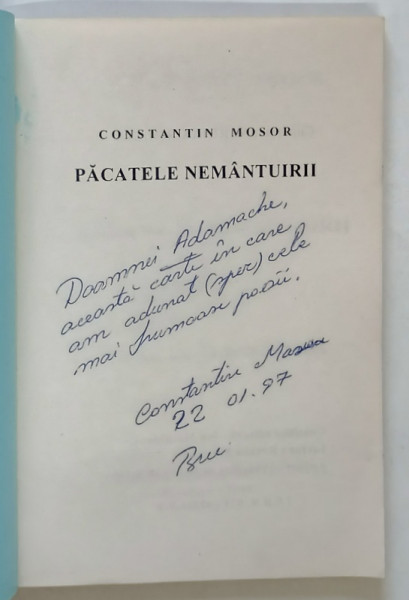 CONSTANTIN MOSOR
PĂCATELE NEMÂNTUIRII
Doamnei Adamache,
această carte în care
am adunat (sper) cele
mai frumoase poezii.
Constantin Mosor
22 01.97
Buc.